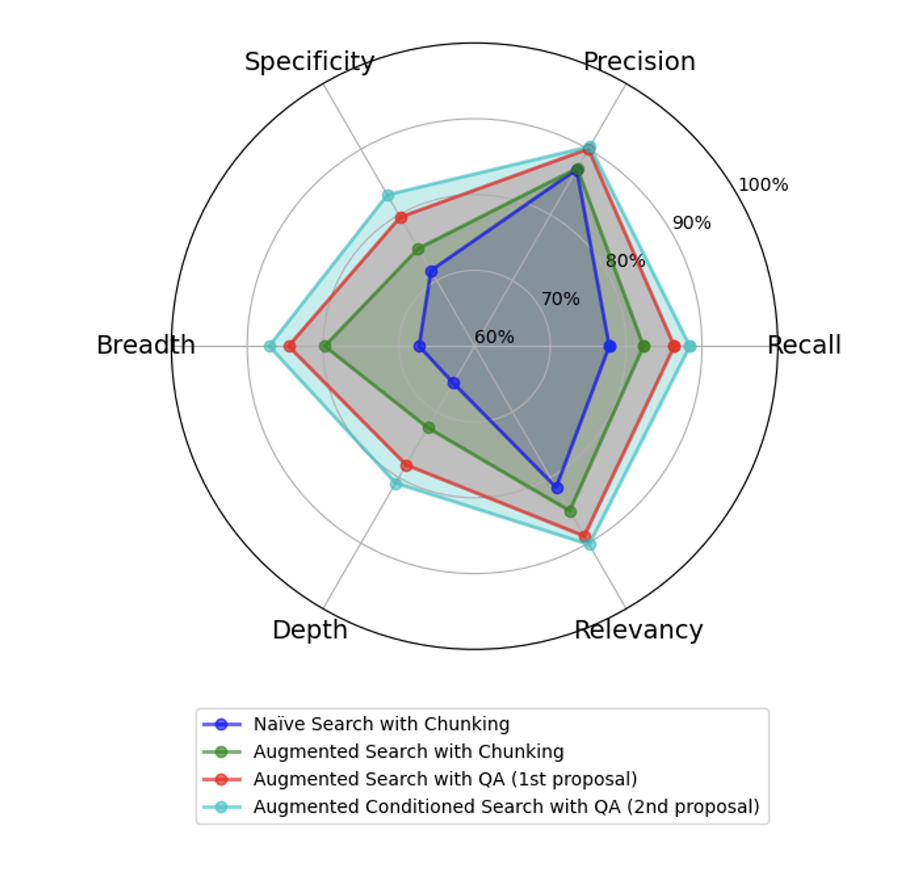 Specificity
Precision
100%
90%
80%
70%
60%
Breadth
Recall
Depth
Relevancy
Naïve Search with Chunking
Augmented Search with Chunking
Augmented Search with QA (1st proposal)
Augmented Conditioned Search with QA (2nd proposal)